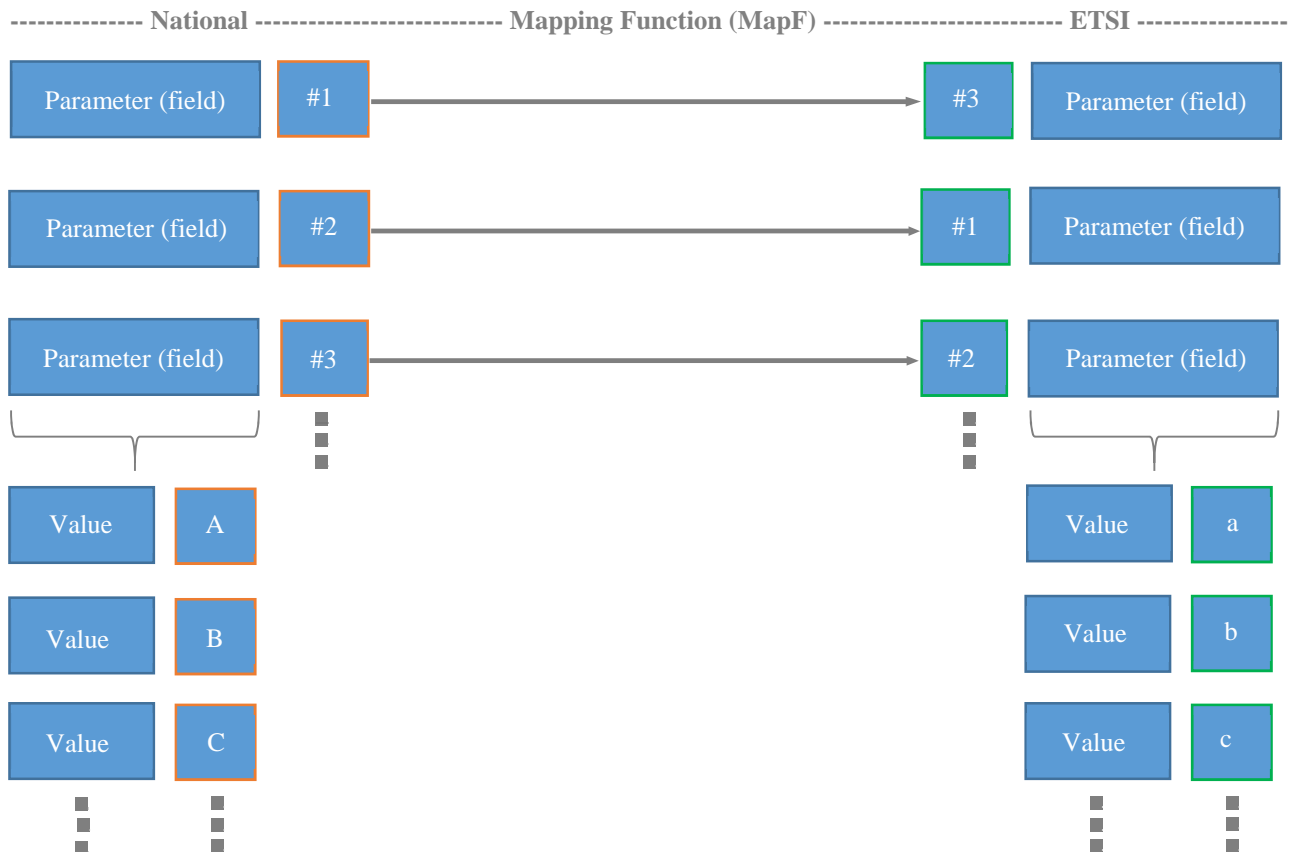 ------------- National ------------------------ Mapping Function (MapF) ------------------------ ETSI ---------------
Parameter (field) #1 #3 Parameter (field)
Parameter (field) #2 #1 Parameter (field)
Parameter (field) #3 #2 Parameter (field)
Value A Value a
Value B Value b
Value C Value c